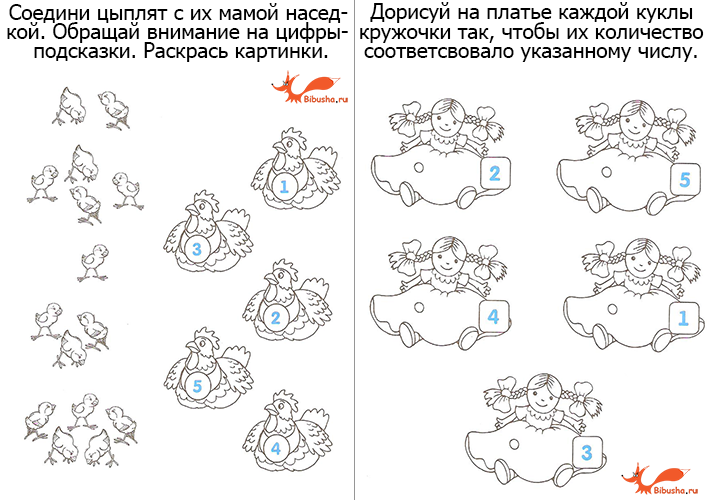 Соедини цыплят с их мамой насед-
кой. Обращай внимание на цифры-
подсказки. Раскрась картинки.
Bibusha.ru
1
3
2
5
4
Дорисуй на платье каждой куклы
кружочки так, чтобы их количество
соответсвовало указанному числу.
2
5
4
1
3
Bibusha.ru